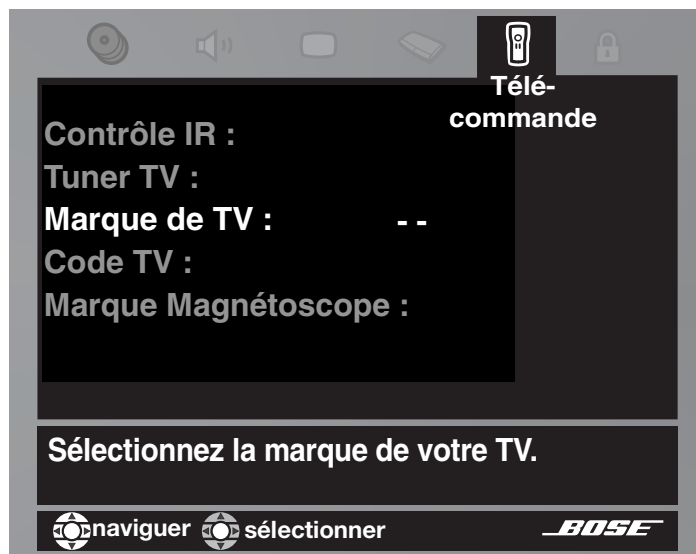 Télé-
commande
Contrôle IR :
Tuner TV :
Marque de TV : - -
Code TV :
Marque Magnétoscope :
Sélectionnez la marque de votre TV.
naviguer sélectionner BOSE